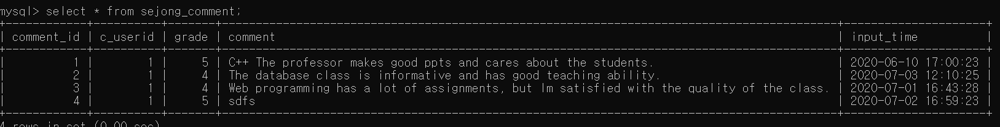 mysql> select * from sejong_comment;
+------------+----------+-------+---------------------------------------------------------------------------------------+---------------------+
| comment_id | c_userid | grade | comment | input_time |
+------------+----------+-------+---------------------------------------------------------------------------------------+---------------------+
| 1 | 1 | 5 | C++ The professor makes good ppts and cares about the students. | 2020-06-10 17:00:23 |
| 2 | 1 | 4 | The database class is informative and has good teaching ability. | 2020-07-03 12:10:25 |
| 3 | 1 | 4 | Web programming has a lot of assignments, but Im satisfied with the quality of the class. | 2020-07-01 16:43:28 |
| 4 | 1 | 5 | sdfs | 2020-07-02 16:59:23 |
+------------+----------+-------+---------------------------------------------------------------------------------------+---------------------+
4 rows in set (0.00 sec)